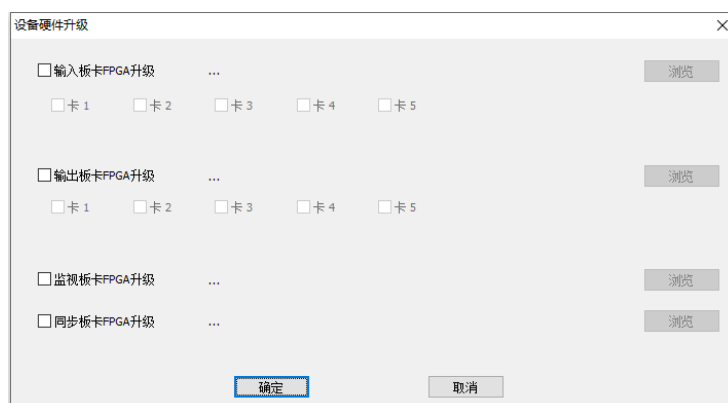 设备硬件升级
输入板卡FPGA升级 ... 浏览
卡 1 卡 2 卡 3 卡 4 卡 5
输出板卡FPGA升级 ... 浏览
卡 1 卡 2 卡 3 卡 4 卡 5
监视板卡FPGA升级 ... 浏览
同步板卡FPGA升级 ... 浏览
确定 取消